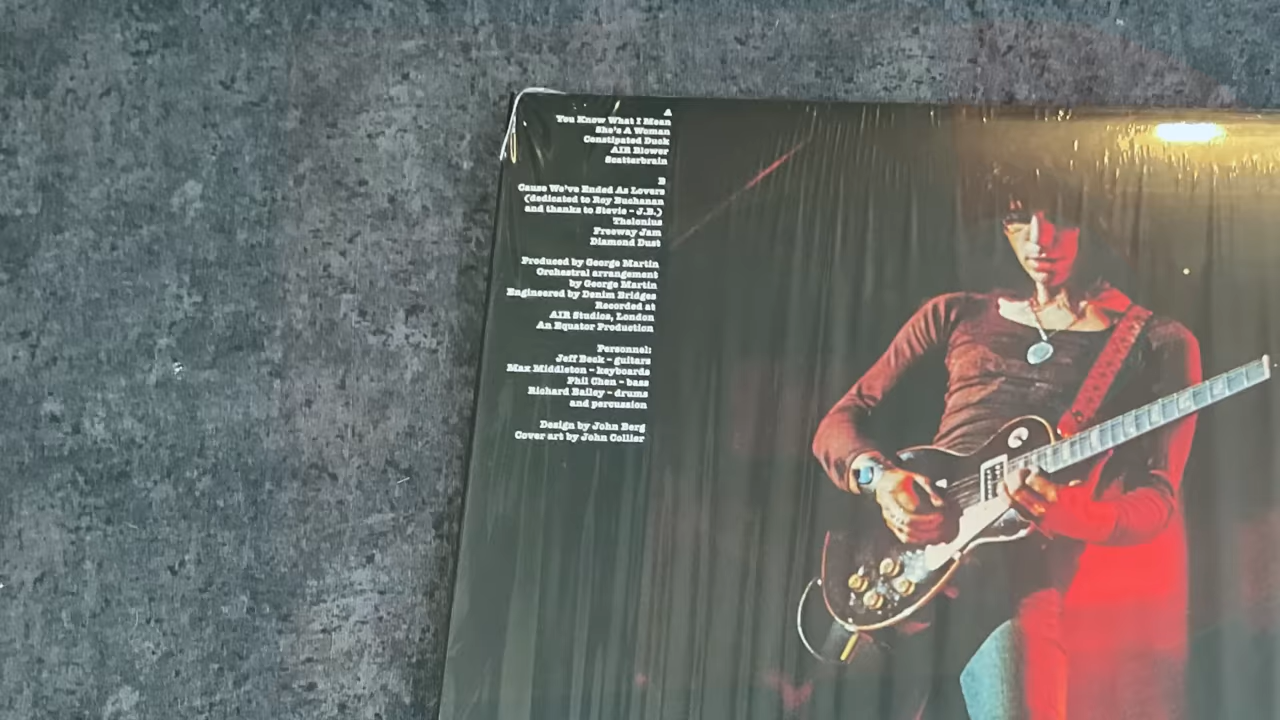 A
You Know What I Mean
She's A Woman
Constipated Duck
AIR Blower
Scatterbrain
B
Cause We've Ended As Lovers
(dedicated to Roy Buchanan
and thanks to Stevie - J.B.)
Thelonius
Freeway Jam
Diamond Dust
Produced by George Martin
Orchestral arrangement
by George Martin
Engineered by Denim Bridges
Recorded at
AIR Studios, London
An Equator Production
Personnel:
Jeff Beck - guitars
Max Middleton - keyboards
Phil Chen - bass
Richard Bailey - drums
and percussion
Design by John Berg
Cover art by John Collier